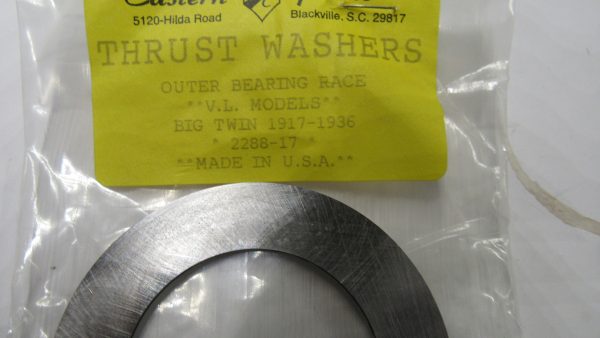 Eastern
5120-Hilda Road Blackville, S.C. 29817
THRUST WASHERS
OUTER BEARING RACE
**V.L. MODELS**
BIG TWIN 1917-1936
* 2288-17 *
**MADE IN U.S.A.**